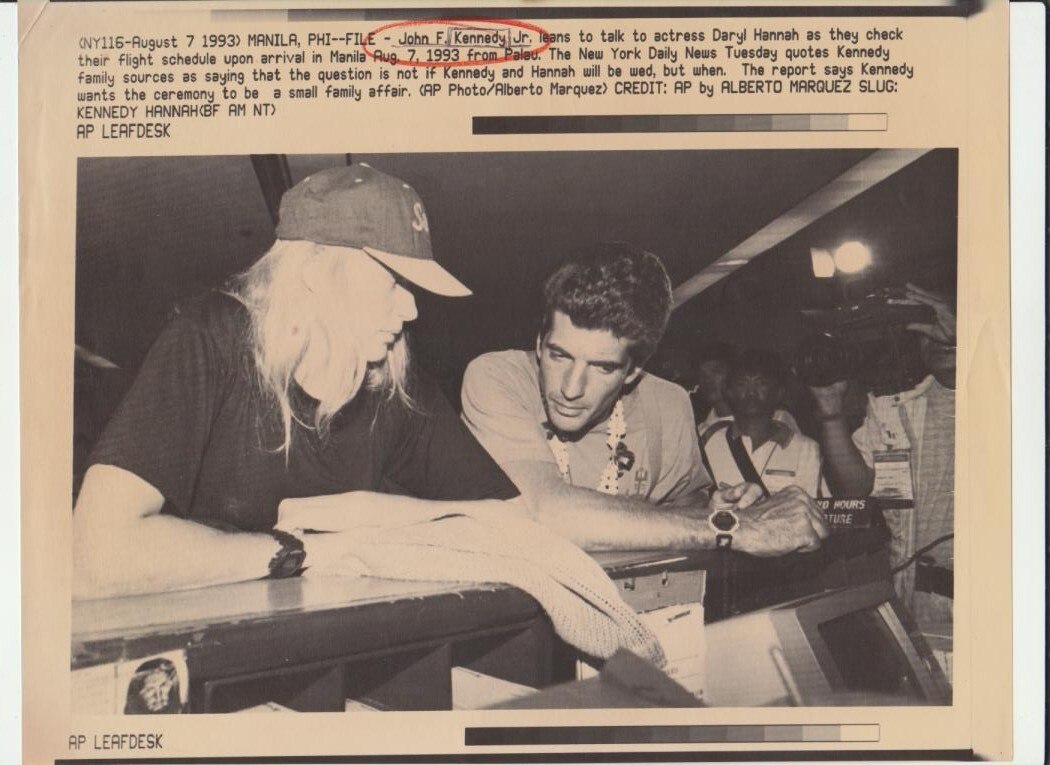 (NY116-August 7 1993) MANILA, PHI--FILE - John F. Kennedy Jr. leans to talk to actress Daryl Hannah as they check
their flight schedule upon arrival in Manila Aug. 7, 1993 from Palau. The New York Daily News Tuesday quotes Kennedy
family sources as saying that the question is not if Kennedy and Hannah will be wed, but when. The report says Kennedy
wants the ceremony to be a small family affair. (AP Photo/Alberto Marquez) CREDIT: AP by ALBERTO MARQUEZ SLUG:
KENNEDY HANNAH(BF AM NT)
AP LEAFDESK
HOURS
AP LEAFDESK